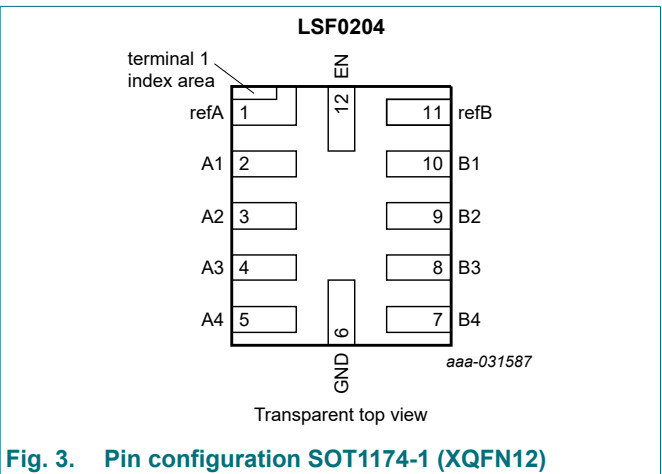 LSF0204
terminal 1
index area
EN
12
refA 1
11 refB
A1 2
10 B1
A2 3
9 B2
A3 4
8 B3
A4 5
7 B4
6
GND
aaa-031587
Transparent top view
Fig. 3. Pin configuration SOT1174-1 (XQFN12)